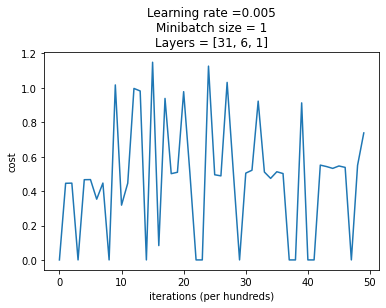 Learning rate =0.005
Minibatch size = 1
Layers = [31, 6, 1]
1.2
1.0
0.8
0.6
0.4
0.2
0.0
cost
0 10 20 30 40 50
iterations (per hundreds)